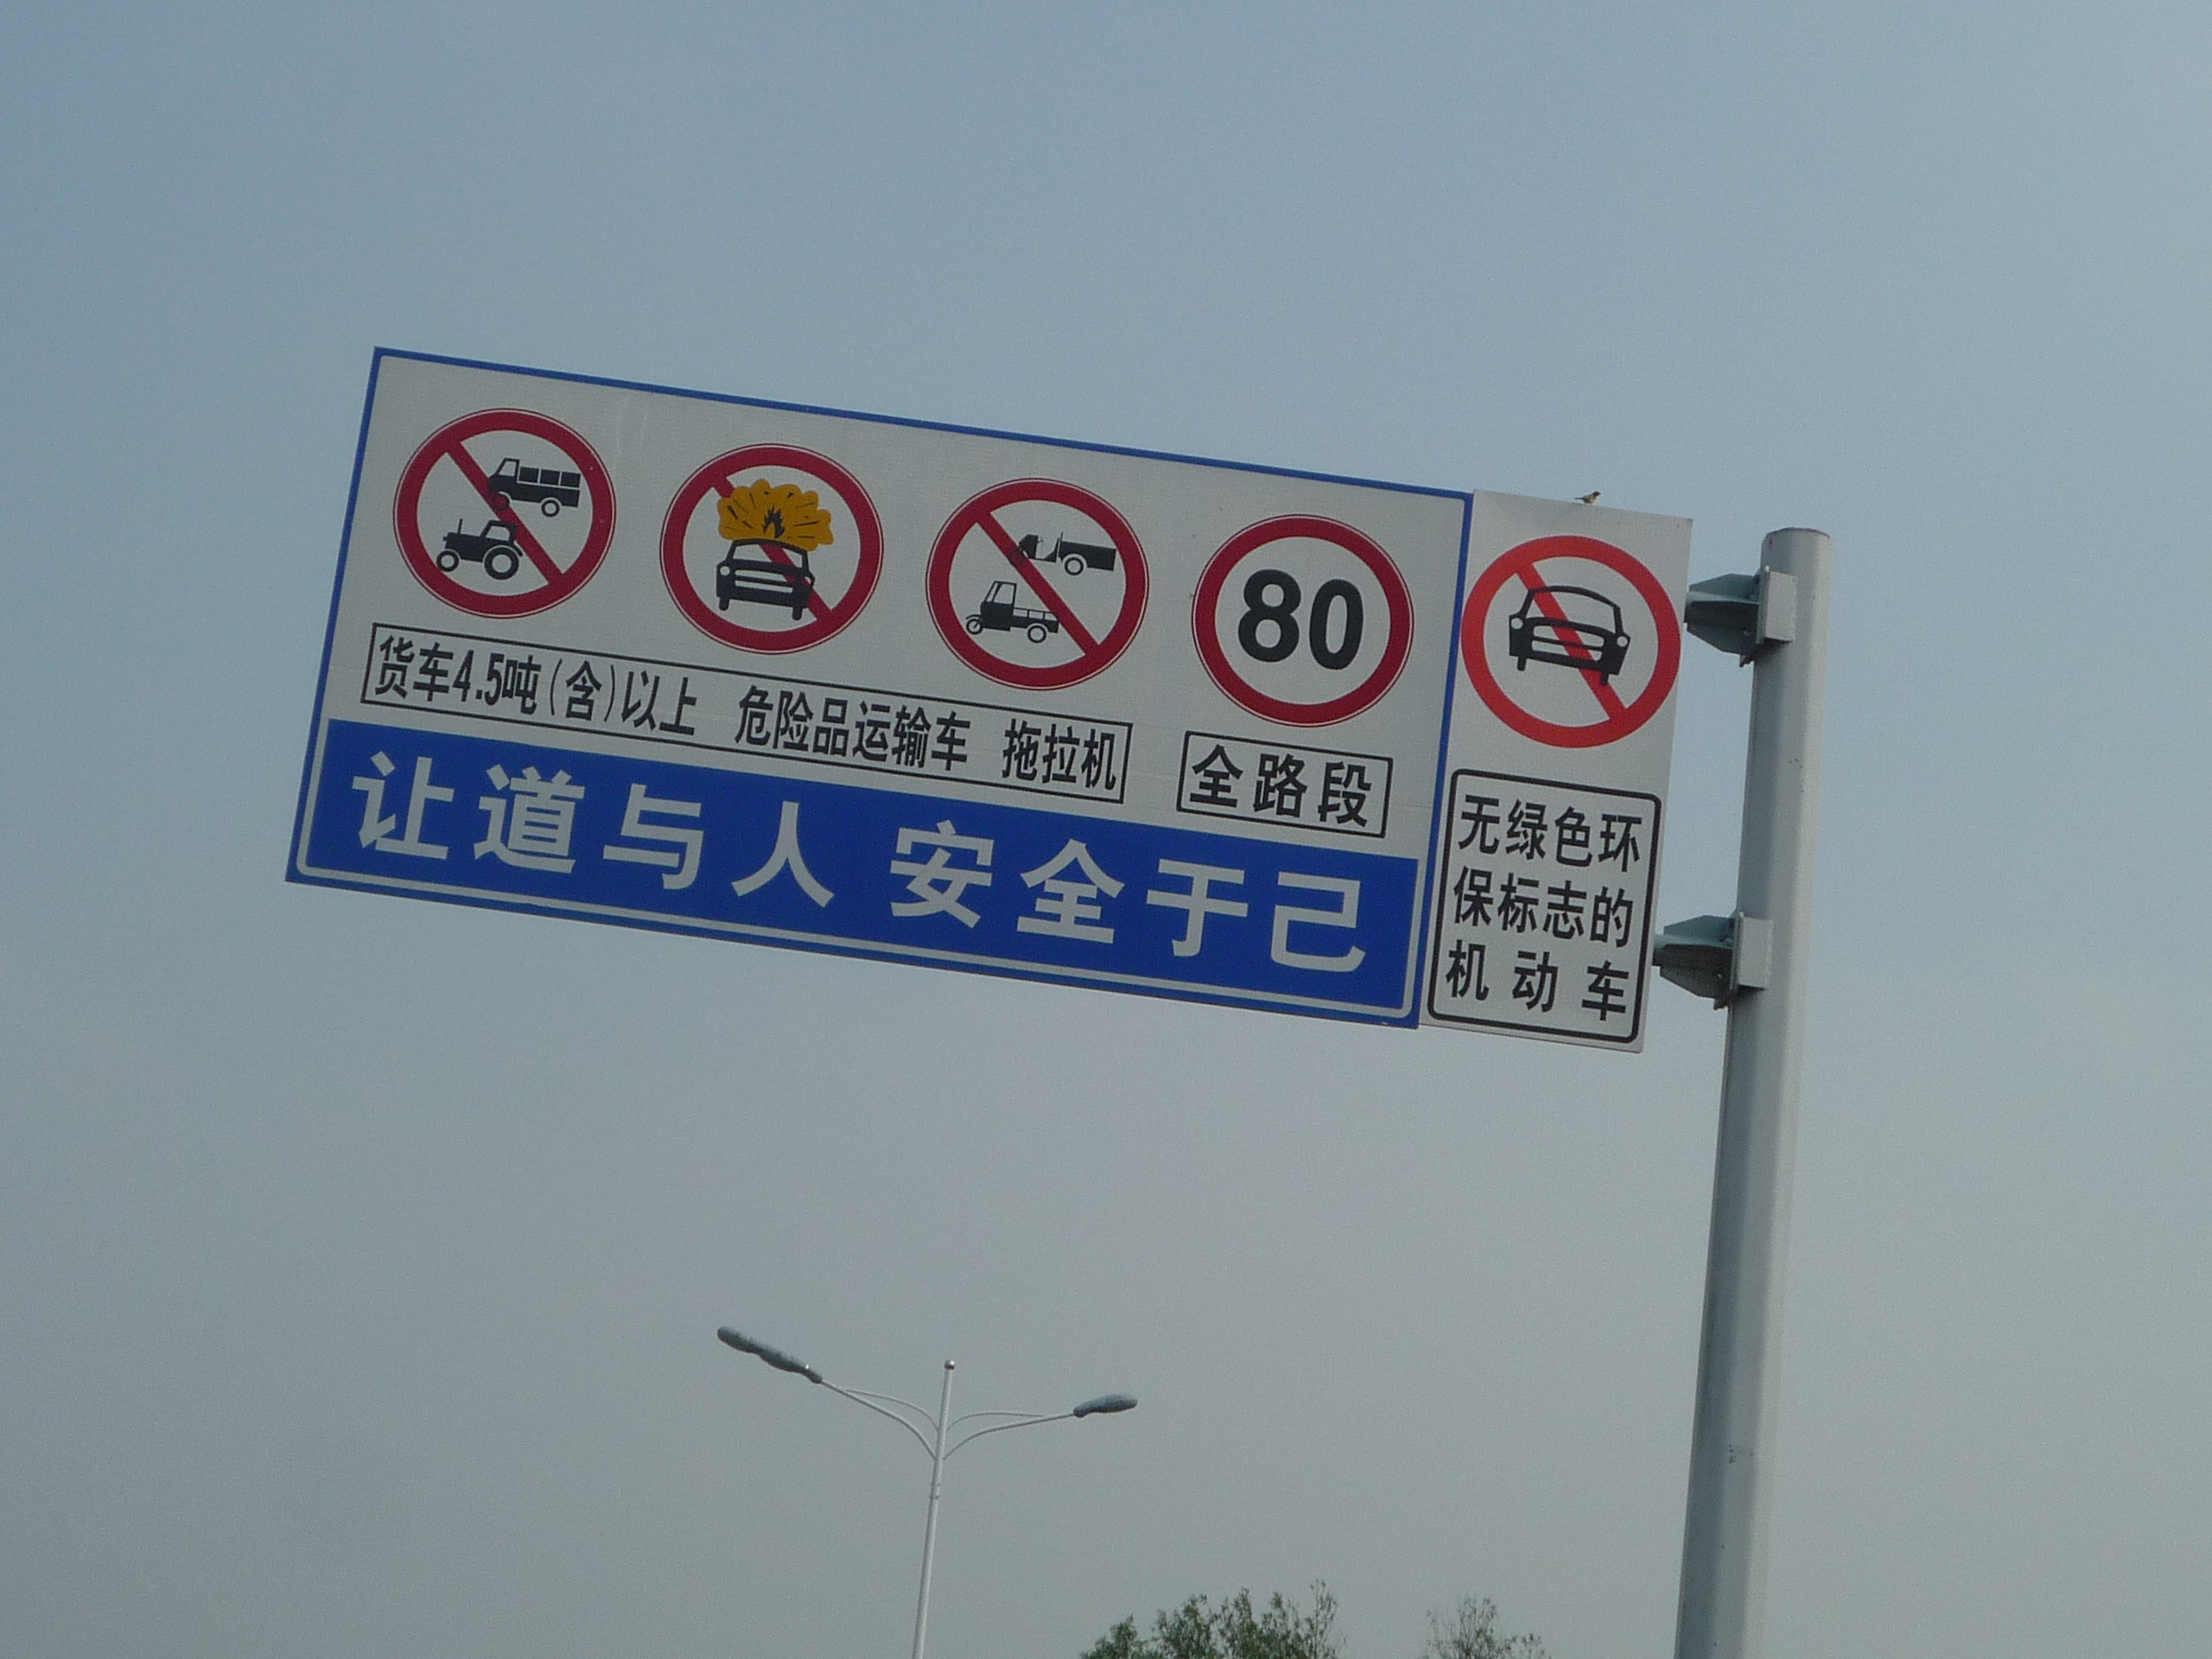 80
货车4.5吨(含)以上 危险品运输车 拖拉机
全路段
让道与人 安全于己
无绿色环
保标志的
机动车